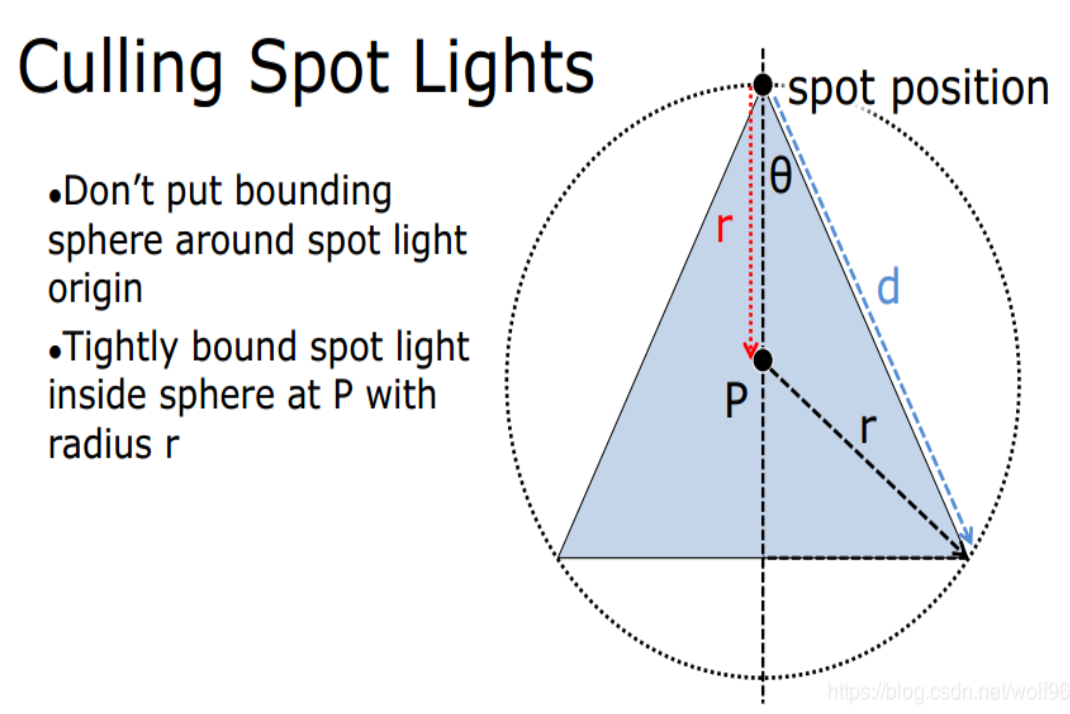 Culling Spot Lights
spot position
•Don’t put bounding
sphere around spot light
origin
•Tightly bound spot light
inside sphere at P with
radius r
θ
r
d
P
r
https://blog.csdn.net/wolf96